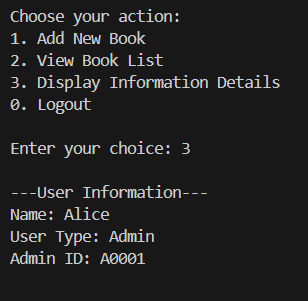 Choose your action:
1. Add New Book
2. View Book List
3. Display Information Details
0. Logout
Enter your choice: 3
---User Information---
Name: Alice
User Type: Admin
Admin ID: A0001